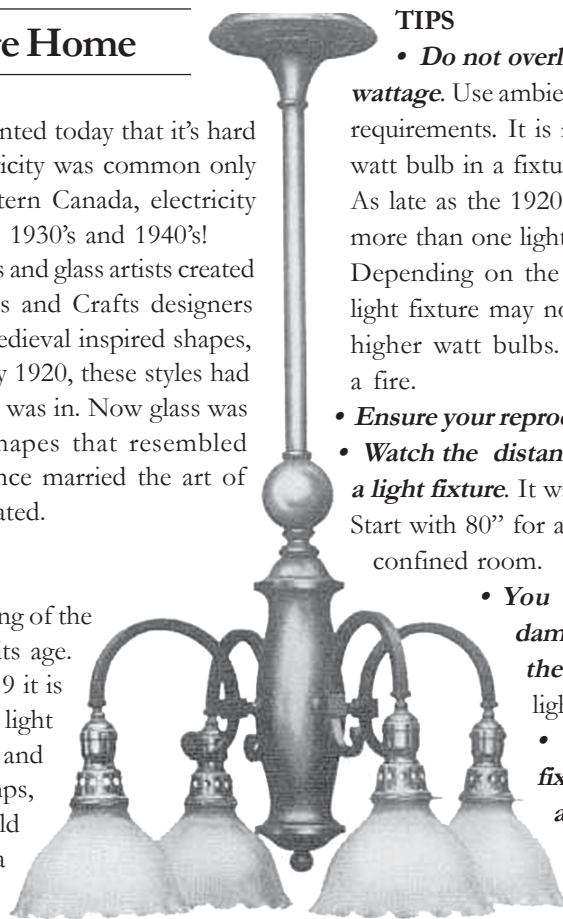 re Home
nted today that it's hard
ricity was common only
tern Canada, electricity
1930's and 1940's!
s and glass artists created
s and Crafts designers
edieval inspired shapes,
y 1920, these styles had
was in. Now glass was
hapes that resembled
nce married the art of
ated.
ng of the
its age.
9 it is
light
and
ps,
ld
a
TIPS
• Do not overl
wattage. Use ambie
requirements. It is
watt bulb in a fixtu
As late as the 1920
more than one light
Depending on the
light fixture may no
higher watt bulbs.
a fire.
• Ensure your reprod
• Watch the distan
a light fixture. It w
Start with 80” for a
confined room.
• You
dam
the
ligh
•
fix
a